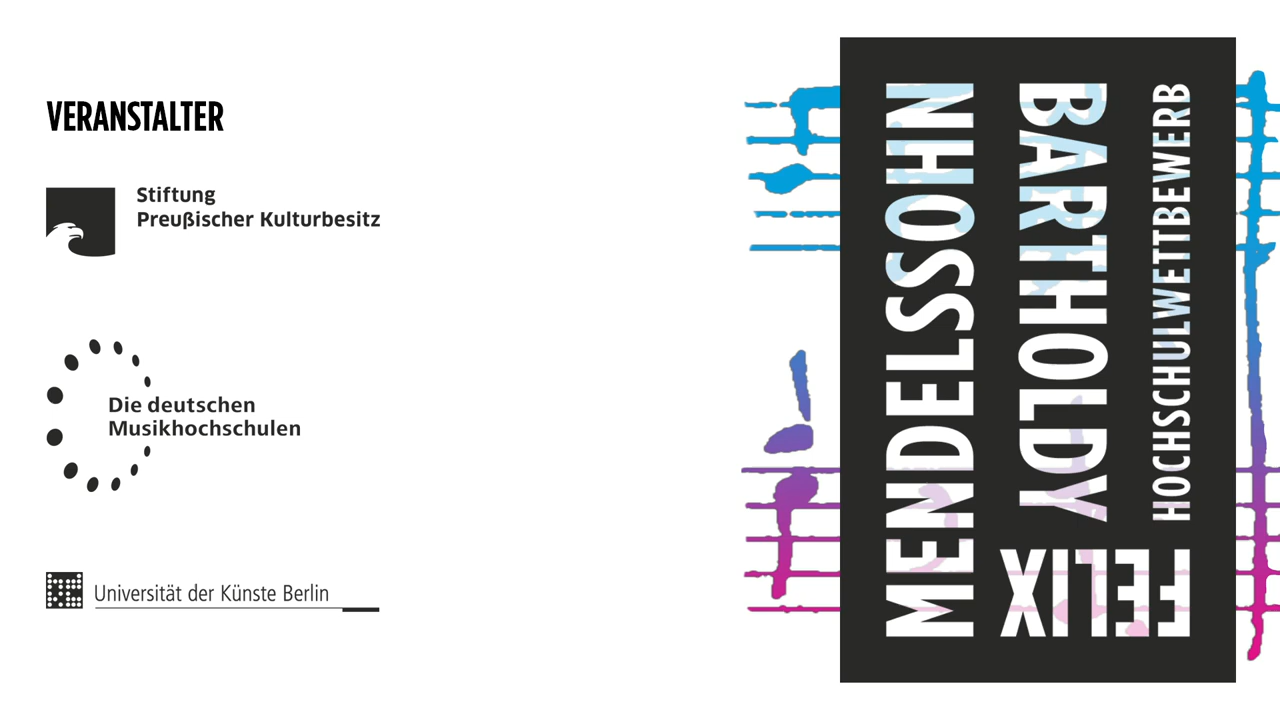 VERANSTALTER
Stiftung
Preußischer Kulturbesitz
Die deutschen
Musikhochschulen
Universität der Künste Berlin
FELIX
MENDELSSOHN
BARTHOLDY
HOCHSCHULWETTBEWERB